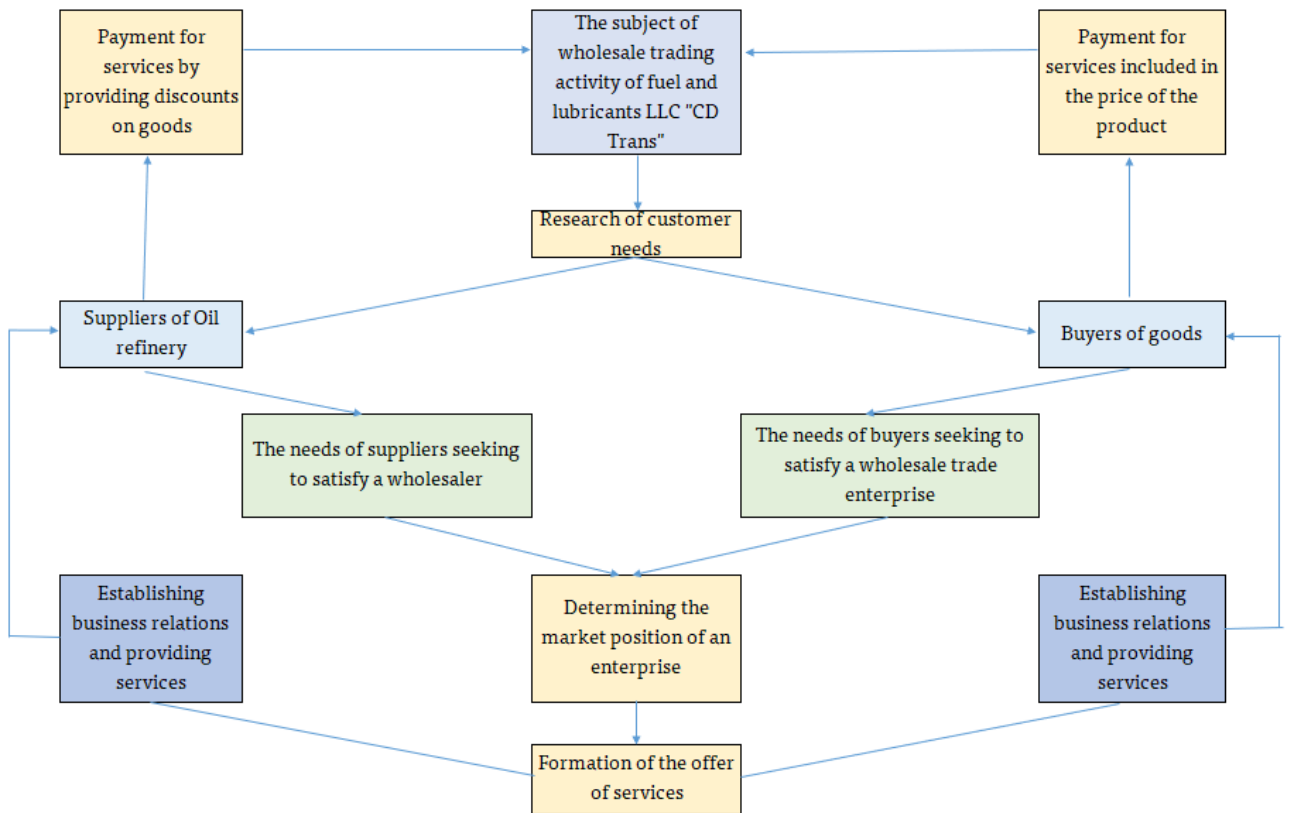 Payment for
services by
providing discounts
on goods
The subject of
wholesale trading
activity of fuel and
lubricants LLC "CD
Trans"
Payment for
services included in
the price of the
product
Research of customer
needs
Suppliers of Oil
refinery
Buyers of goods
The needs of suppliers seeking
to satisfy a wholesaler
The needs of buyers seeking to
satisfy a wholesale trade
enterprise
Establishing
business relations
and providing
services
Determining the
market position of an
enterprise
Establishing
business relations
and providing
services
Formation of the offer
of services